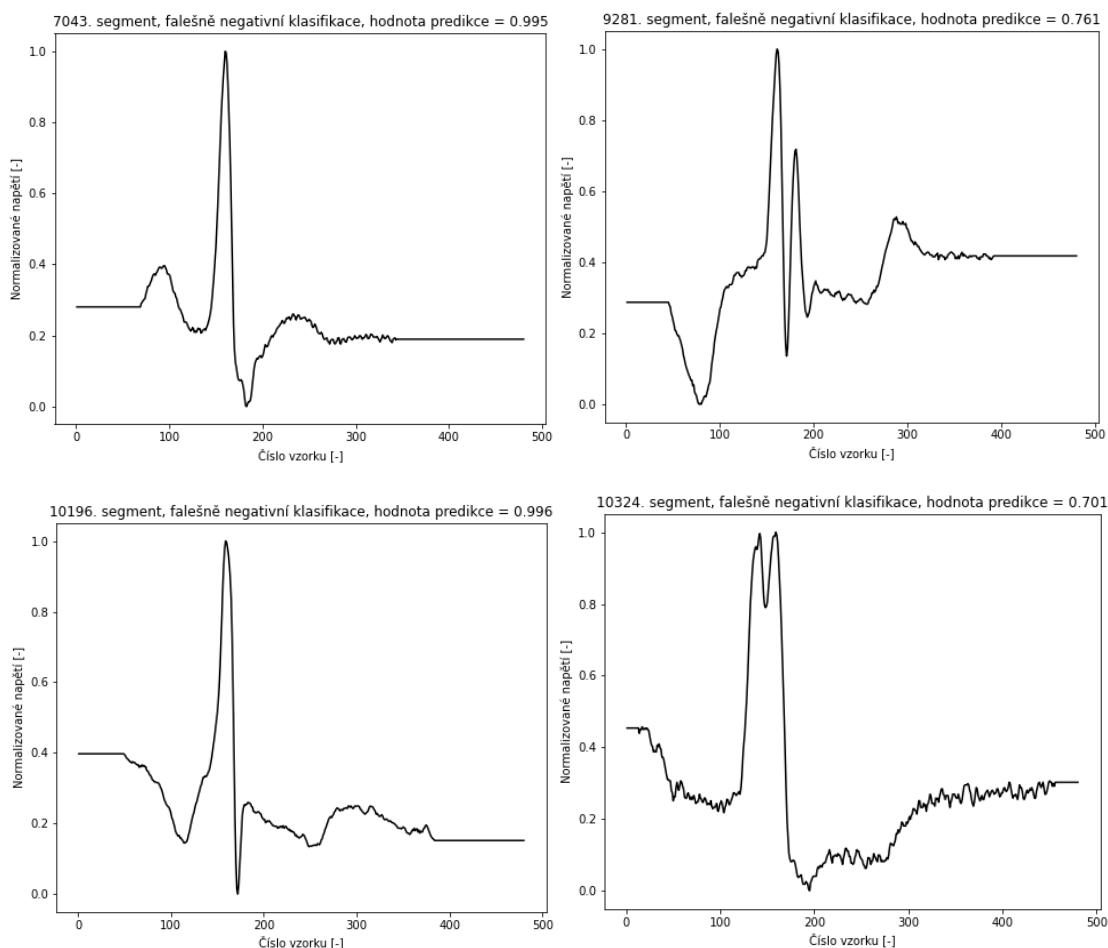 7043. segment, falešně negativní klasifikace, hodnota predikce = 0.995
1.0
0.8
0.6
0.4
0.2
0.0
Normalizované napětí [-]
0 100 200 300 400 500
Číslo vzorku [-]
9281. segment, falešně negativní klasifikace, hodnota predikce = 0.761
1.0
0.8
0.6
0.4
0.2
0.0
Normalizované napětí [-]
0 100 200 300 400 500
Číslo vzorku [-]
10196. segment, falešně negativní klasifikace, hodnota predikce = 0.996
1.0
0.8
0.6
0.4
0.2
0.0
Normalizované napětí [-]
0 100 200 300 400 500
Číslo vzorku [-]
10324. segment, falešně negativní klasifikace, hodnota predikce = 0.701
1.0
0.8
0.6
0.4
0.2
0.0
Normalizované napětí [-]
0 100 200 300 400 500
Číslo vzorku [-]